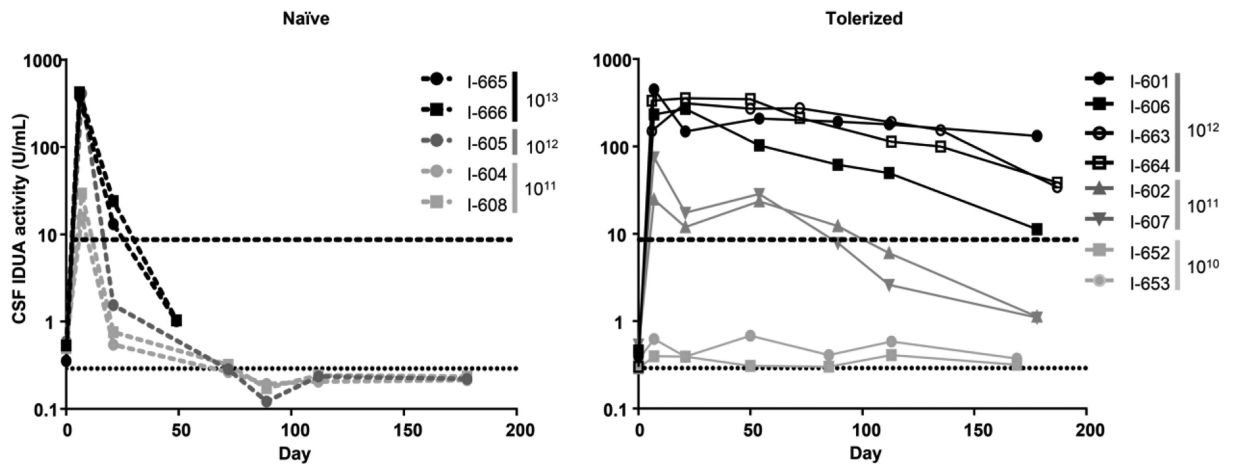 Naïve
Tolerized
CSF IDUA activity (U/mL)
1000
100
10
1
0.1
0 50 100 150 200
Day
I-665
I-666
10¹³
I-605
10¹²
I-604
I-608
10¹¹
1000
100
10
1
0.1
0 50 100 150 200
Day
I-601
I-606
I-663
I-664
10¹²
I-602
I-607
10¹¹
I-652
I-653
10¹⁰